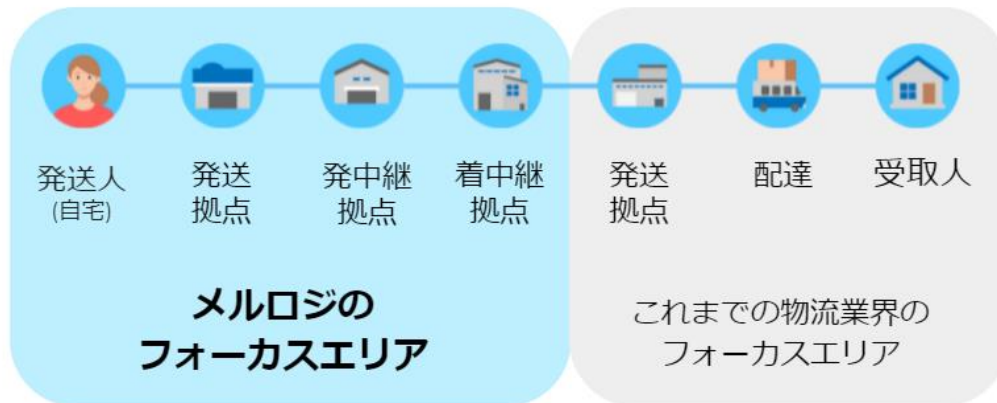 発送人
(自宅)
発送
拠点
発中継
拠点
着中継
拠点
発送
拠点
配達
受取人
メルロジの
フォーカスエリア
これまでの物流業界の
フォーカスエリア